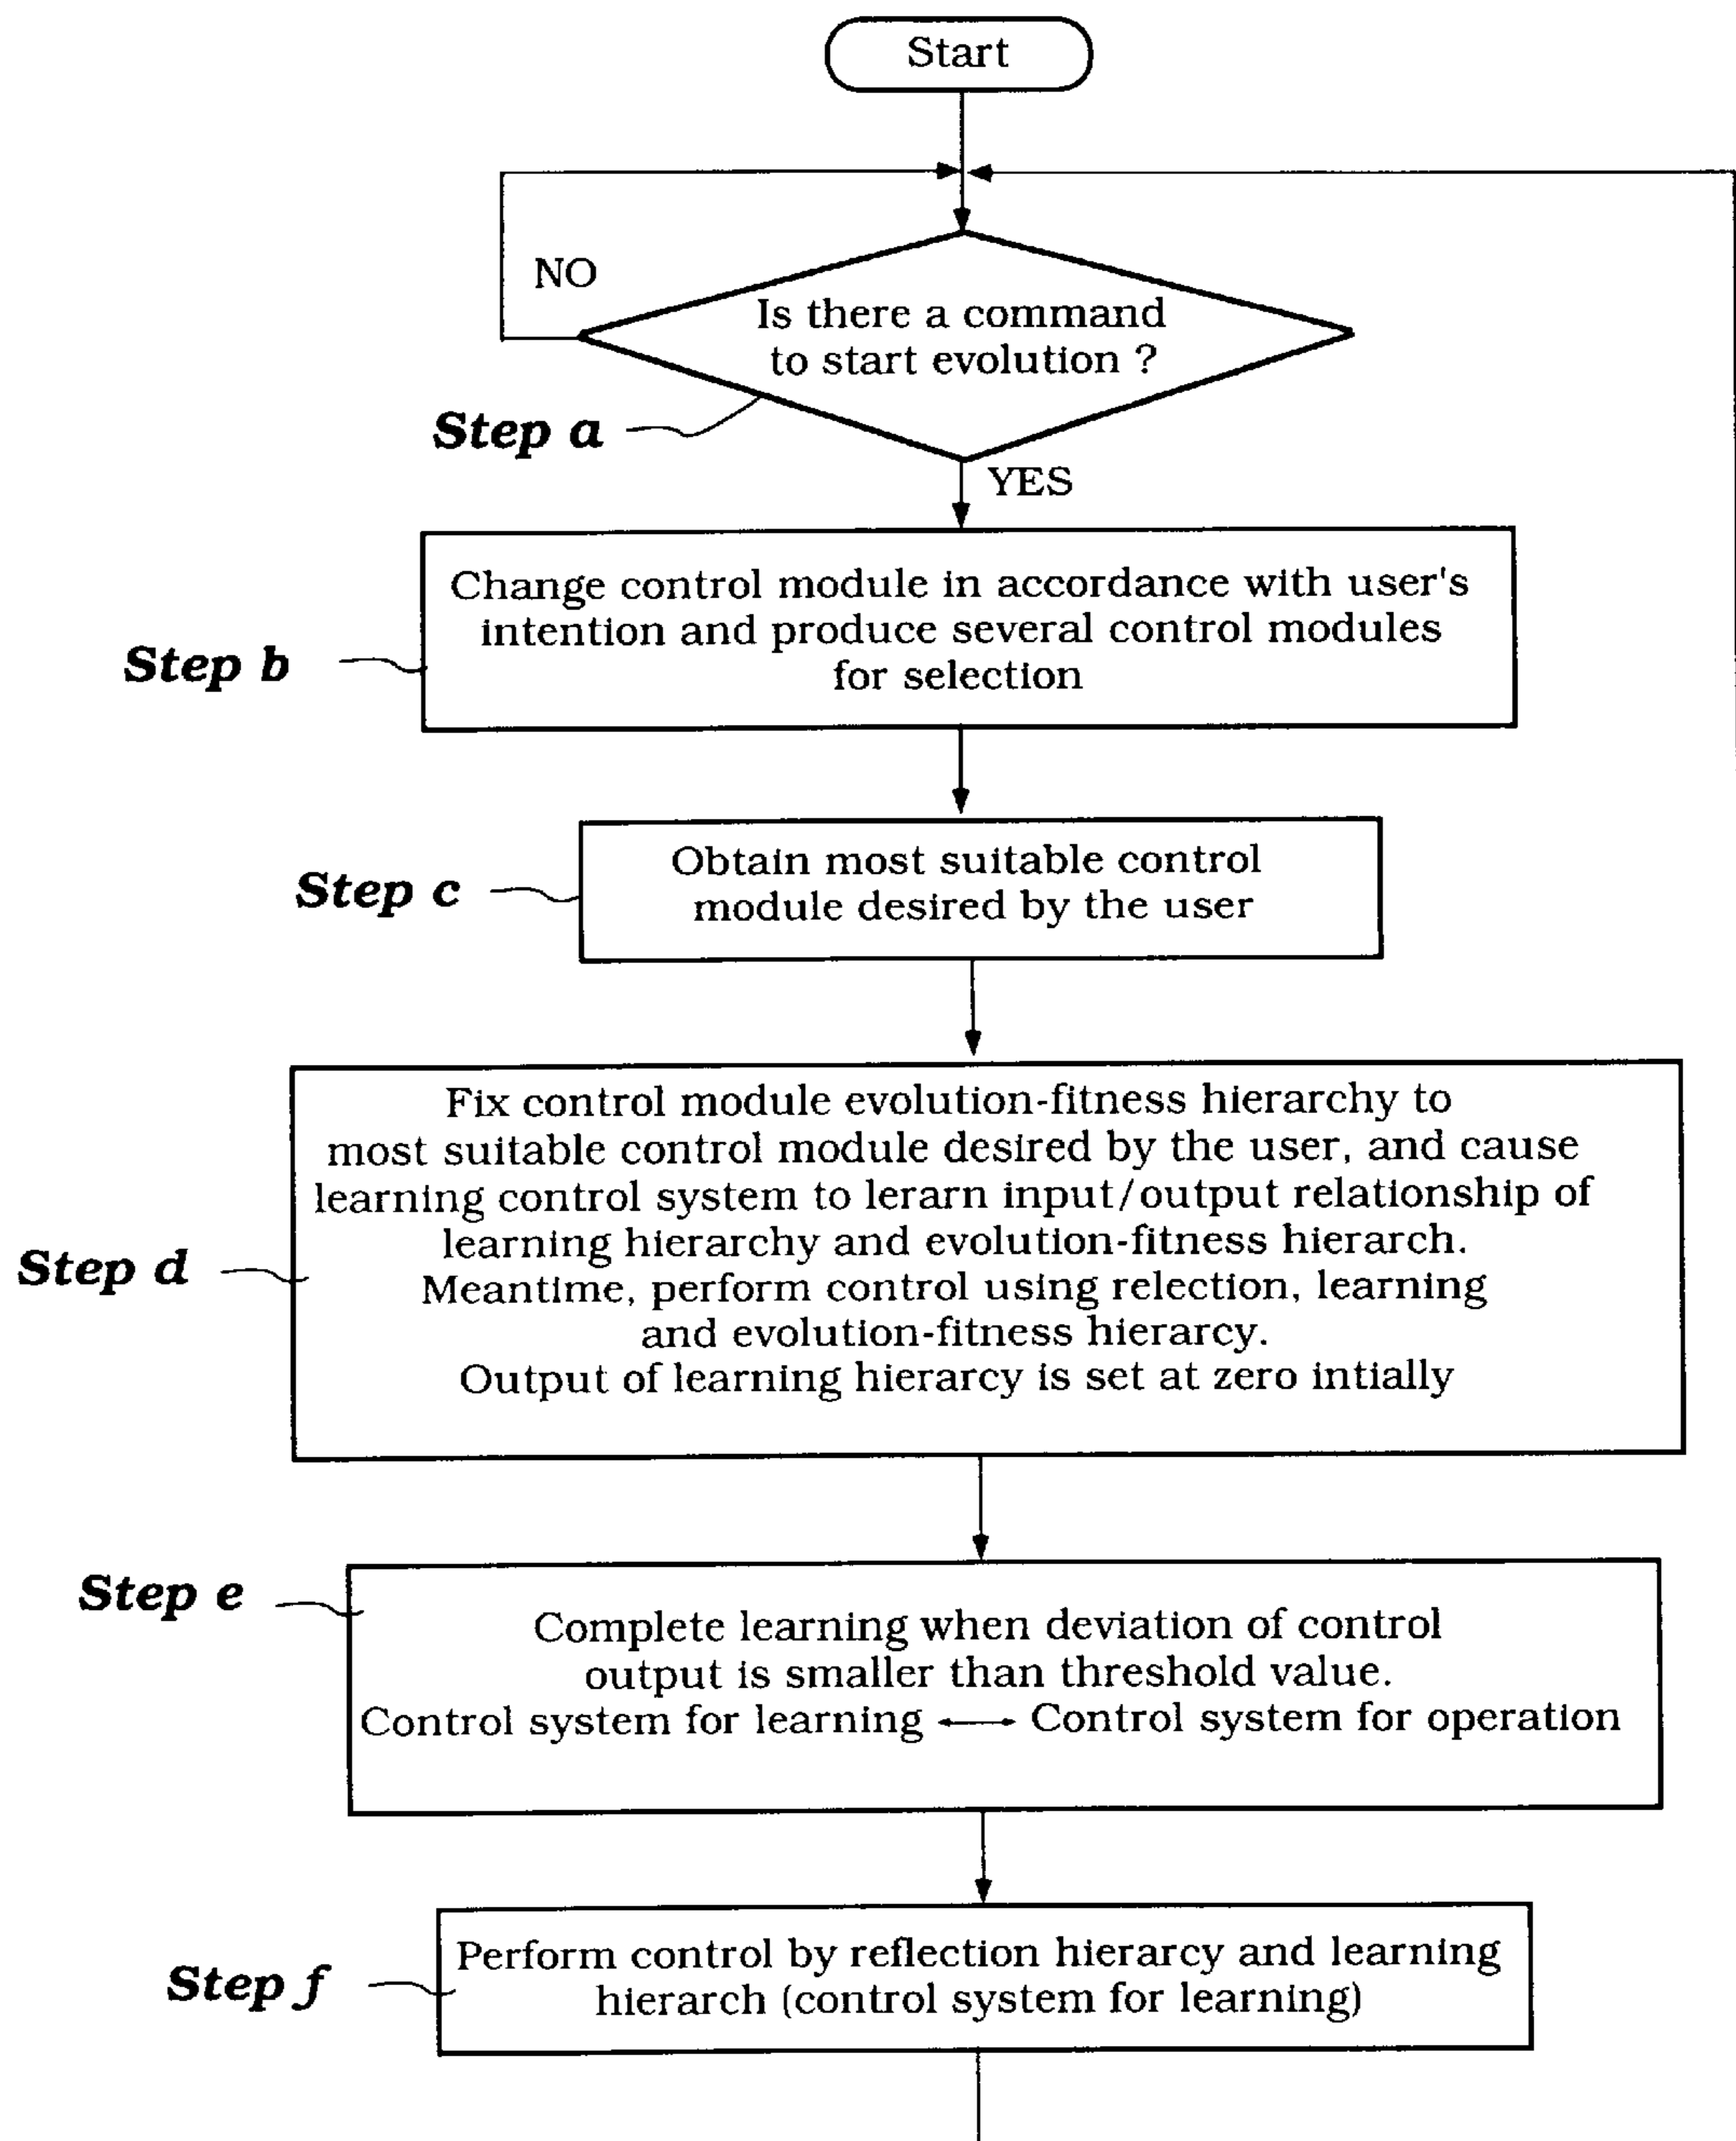 Start
NO
Is there a command
to start evolution ?
Step a
YES
Change control module in accordance with user's
intention and produce several control modules
for selection
Step b
Obtain most suitable control
module desired by the user
Step c
Fix control module evolution-fitness hierarchy to
most suitable control module desired by the user, and cause
learning control system to lerarn input/output relationship of
learning hierarchy and evolution-fitness hierarch.
Meantime, perform control using relection, learning
and evolution-fitness hierarcy.
Output of learning hierarcy is set at zero intially
Step d
Step e
Complete learning when deviation of control
output is smaller than threshold value.
Control system for learning ↔ Control system for operation
Perform control by reflection hierarcy and learning
hierarch (control system for learning)
Step f